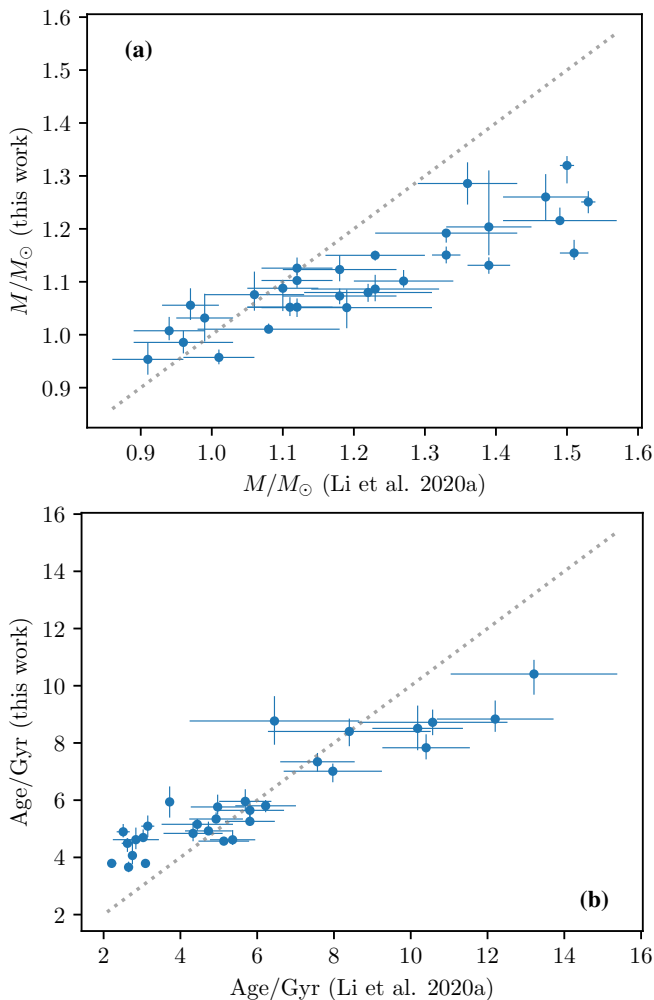 (a)
1.6
1.5
1.4
1.3
1.2
1.1
1.0
0.9
M/M⊙ (this work)
0.9 1.0 1.1 1.2 1.3 1.4 1.5 1.6
M/M⊙ (Li et al. 2020a)
16
14
12
10
8
6
4
2
Age/Gyr (this work)
(b)
2 4 6 8 10 12 14 16
Age/Gyr (Li et al. 2020a)